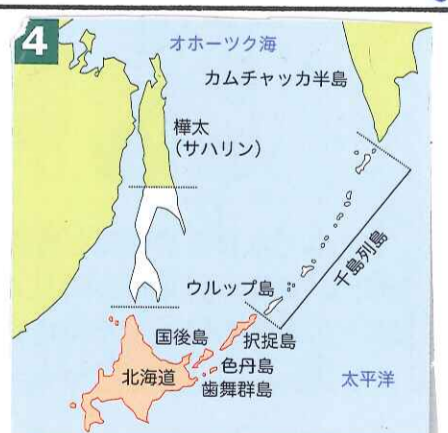 4
オホーツク海
カムチャッカ半島
樺太
(サハリン)
千島列島
ウルップ島
国後島
択捉島
色丹島
北海道
歯舞群島
太平洋